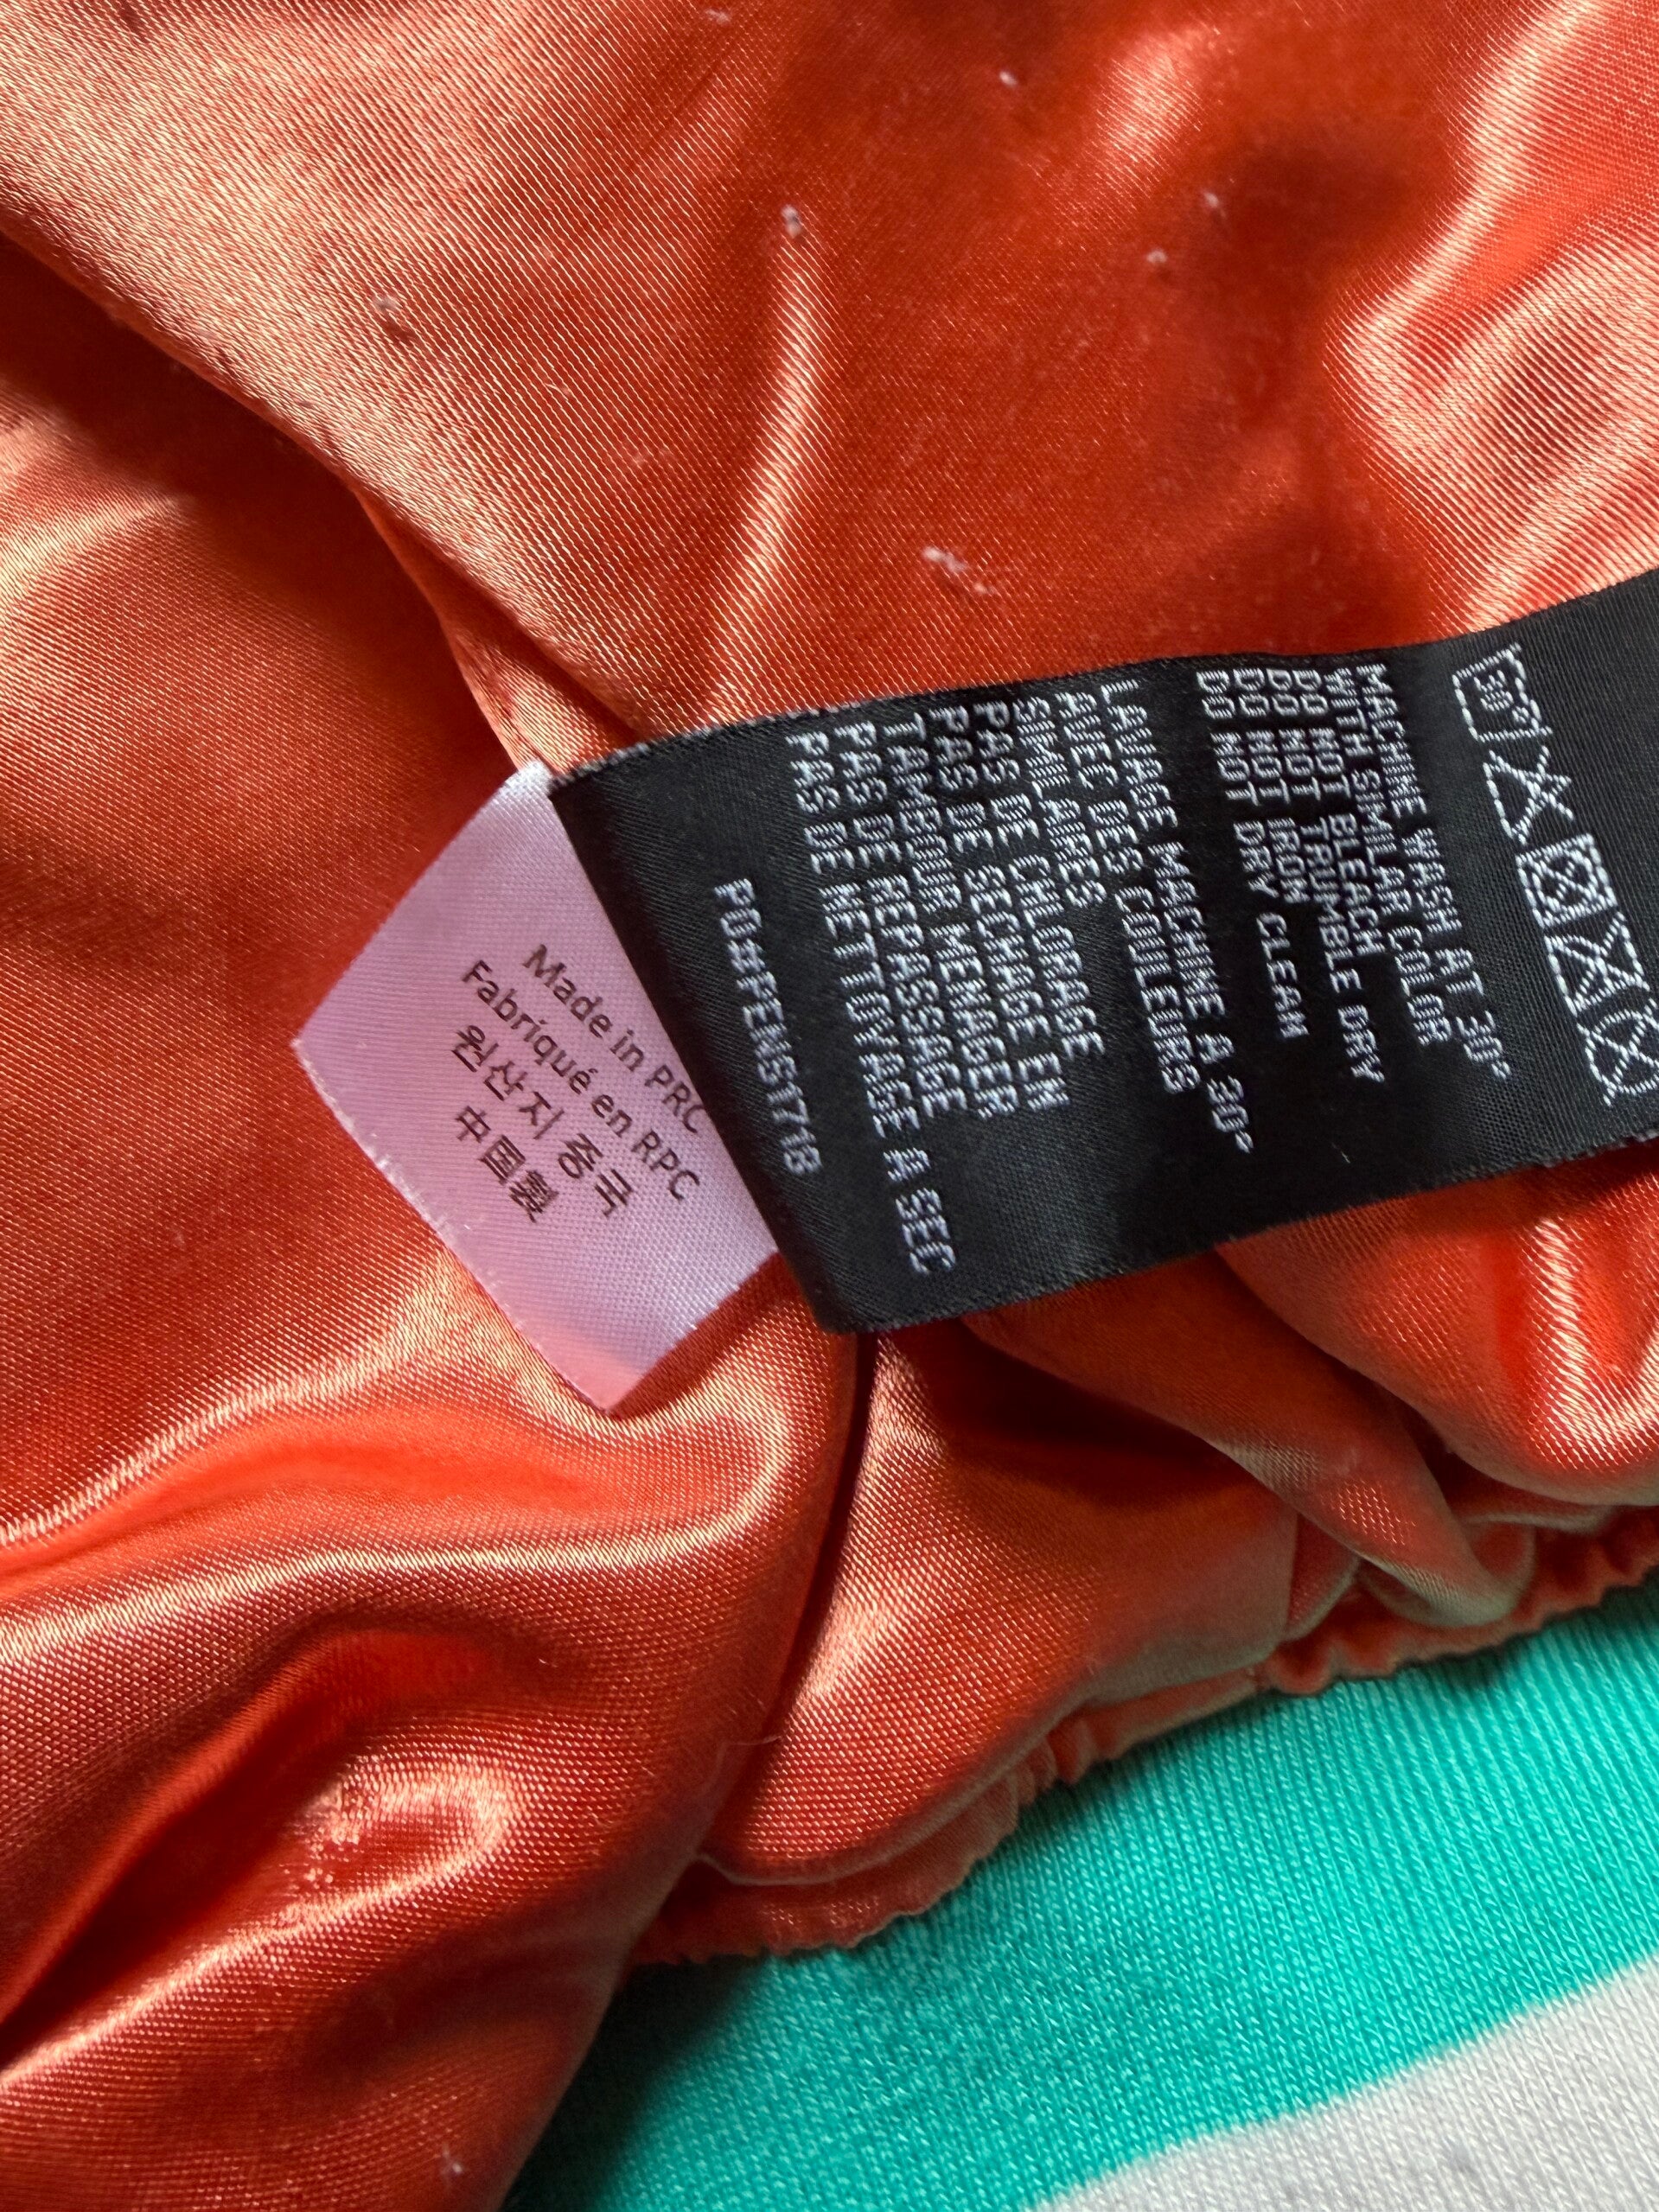 30°
MACHINE WASH AT 30°
WITH SIMILAR COLOR
DO NOT BLEACH
DO NOT TRUMBLE DRY
DO NOT IRON
DO NOT DRY CLEAN
LAVAGE MACHINE A 30°
AVEC DES COULEURS
SIMILAIRES
PAS DE CHLORAGE
PAS DE SECHAGE EN
TAMBOUR MENAGER
PAS DE REPASSAGE
PAS DE NETTOYAGE A SEC
Made in PRC
Fabriqué en RPC
원산지 중국
中国製